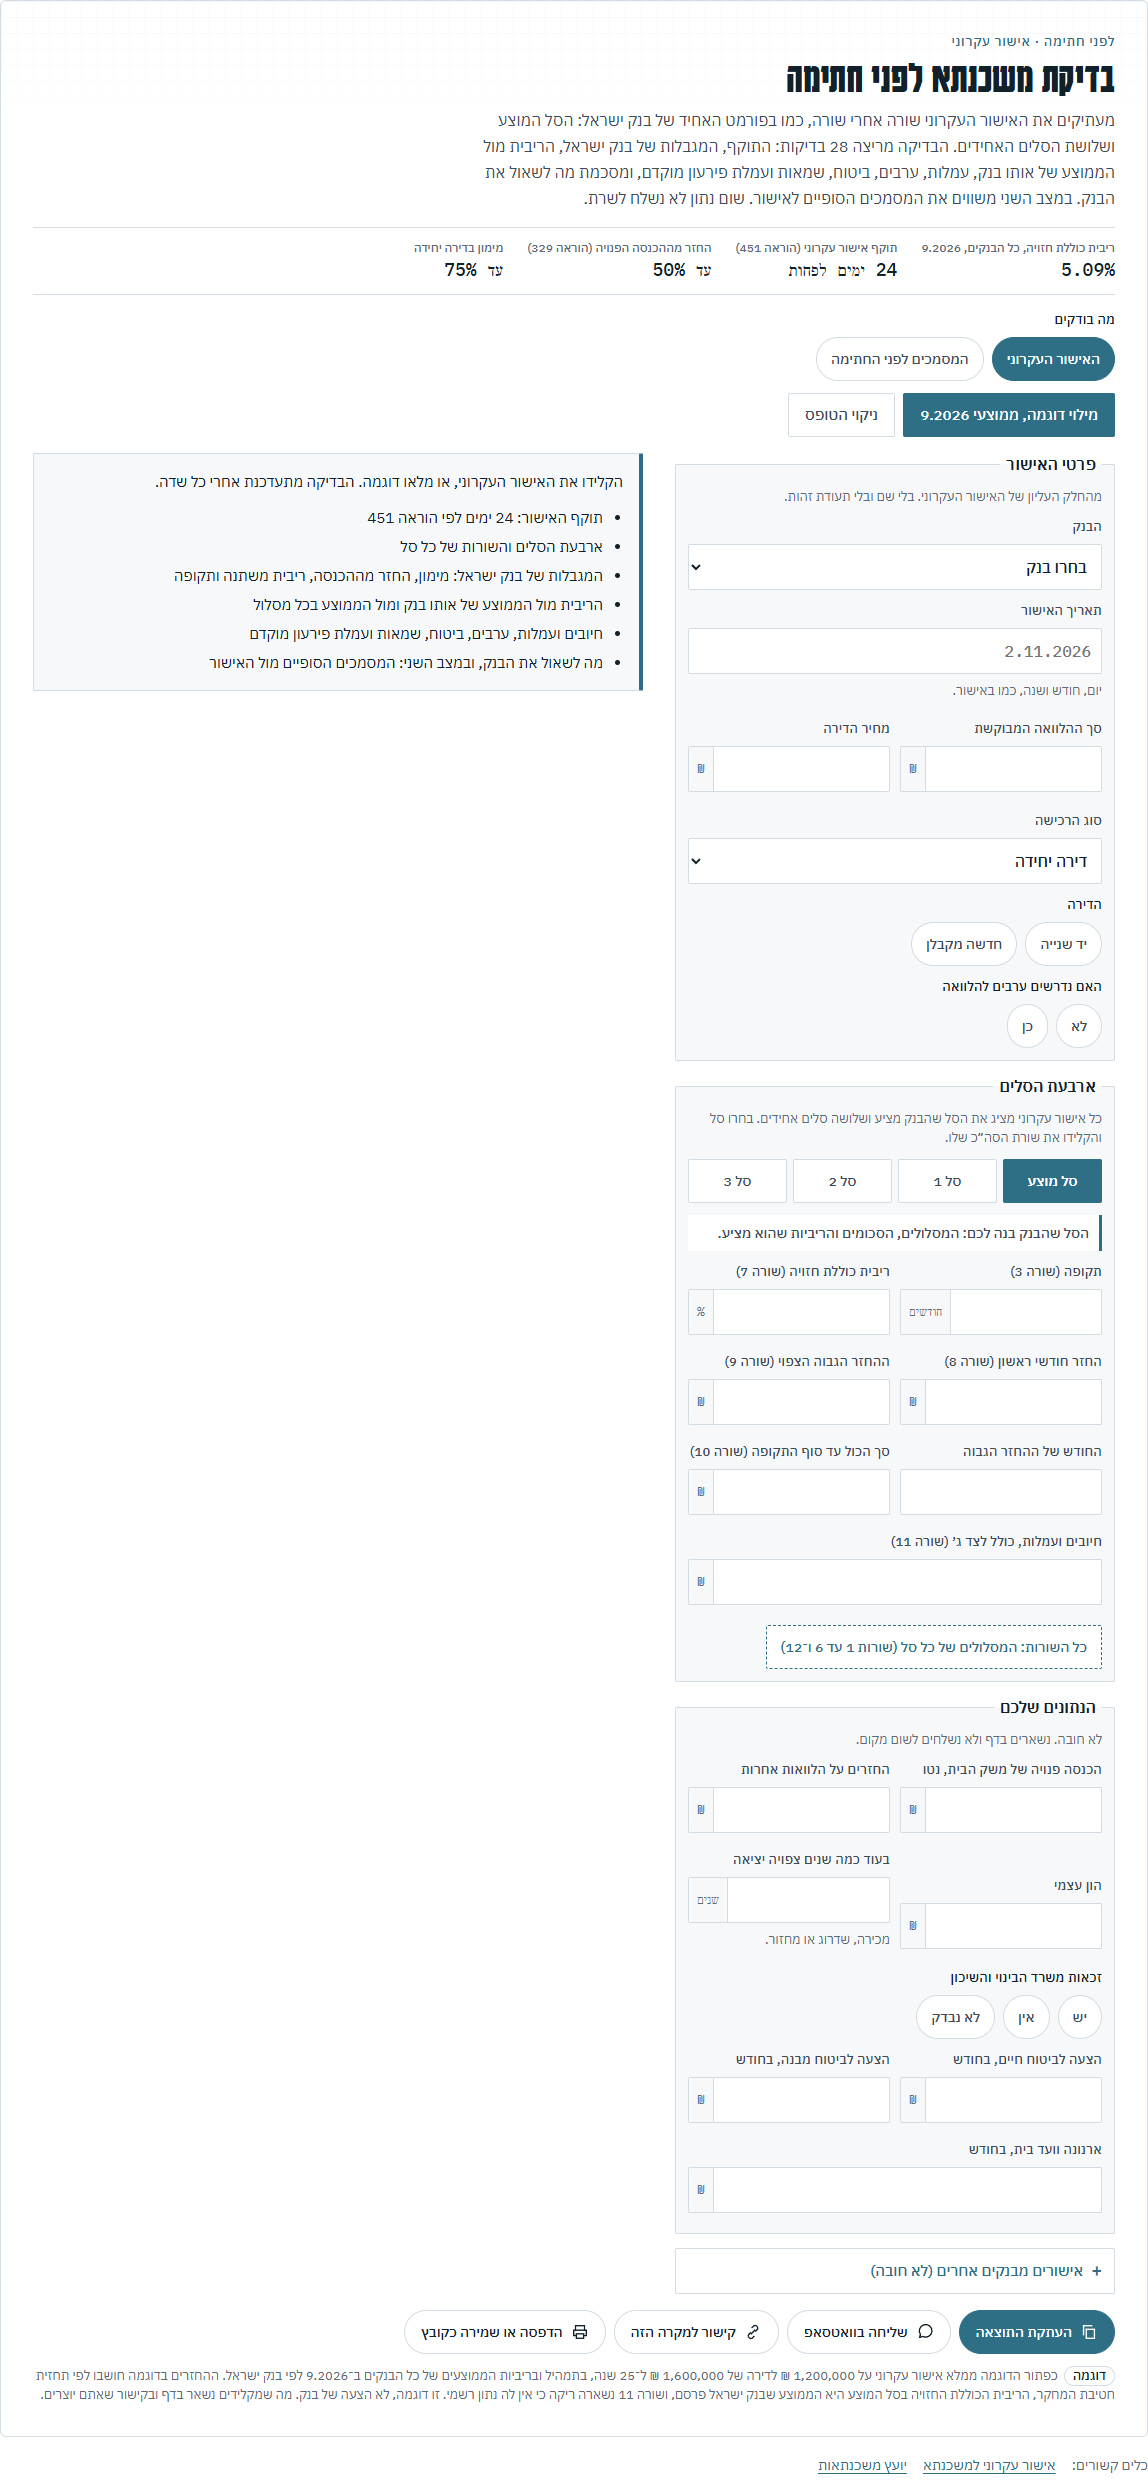 לפני חתימה · אישור עקרוני
בדיקת משכנתא לפני חתימה
מעתיקים את האישור העקרוני שורה אחרי שורה, כמו בפורמט האחיד של בנק ישראל: הסל המוצע
ושלושת הסלים האחידים. הבדיקה מריצה 28 בדיקות: התוקף, המגבלות של בנק ישראל, הריבית מול
הממוצע של אותו בנק, עמלות, ערבים, ביטוח, שמאות ועמלת פירעון מוקדם, ומסכמת מה לשאול את
הבנק. במצב השני משווים את המסמכים הסופיים לאישור. שום נתון לא נשלח לשרת.
ריבית כוללת חזויה, כל הבנקים, 9.2026
5.09%
תוקף אישור עקרוני (הוראה 451)
24 ימים לפחות
החזר מההכנסה הפנויה (הוראה 329)
עד 50%
מימון בדירה יחידה
עד 75%
מה בודקים
האישור העקרוני
המסמכים לפני החתימה
מילוי דוגמה, ממוצעי 9.2026
ניקוי הטופס
פרטי האישור
מהחלק העליון של האישור העקרוני. בלי שם ובלי תעודת זהות.
הבנק
בחרו בנק
תאריך האישור
2.11.2026
יום, חודש ושנה, כמו באישור.
סך ההלוואה המבוקשת
₪
מחיר הדירה
₪
סוג הרכישה
דירה יחידה
הדירה
יד שנייה
חדשה מקבלן
האם נדרשים ערבים להלוואה
לא
כן
הקלידו את האישור העקרוני, או מלאו דוגמה. הבדיקה מתעדכנת אחרי כל שדה.
• תוקף האישור: 24 ימים לפי הוראה 451
• ארבעת הסלים והשורות של כל סל
• המגבלות של בנק ישראל: מימון, החזר מההכנסה, ריבית משתנה ותקופה
• הריבית מול הממוצע של אותו בנק ומול הממוצע בכל מסלול
• חיובים ועמלות, ערבים, ביטוח, שמאות ועמלת פירעון מוקדם
• מה לשאול את הבנק, ובמצב השני: המסמכים הסופיים מול האישור
ארבעת הסלים
כל אישור עקרוני מציג את הסל שהבנק מציע ושלושה סלים אחידים. בחרו סל
והקלידו את שורת הסה״כ שלו.
סל מוצע
סל 1
סל 2
סל 3
הסל שהבנק בנה לכם: המסלולים, הסכומים והריביות שהוא מציע.
תקופה (שורה 3)
חודשים
ריבית כוללת חזויה (שורה 7)
%
החזר חודשי ראשון (שורה 8)
₪
ההחזר הגבוה הצפוי (שורה 9)
₪
החודש של ההחזר הגבוה
סך הכול עד סוף התקופה (שורה 10)
₪
חיובים ועמלות, כולל לצד ג׳ (שורה 11)
₪
כל השורות: המסלולים של כל סל (שורות 1 עד 6 ו־12)
הנתונים שלכם
לא חובה. נשארים בדף ולא נשלחים לשום מקום.
הכנסה פנויה של משק הבית, נטו
₪
החזרים על הלוואות אחרות
₪
הון עצמי
₪
בעוד כמה שנים צפויה יציאה
שנים
מכירה, שדרוג או מחזור.
זכאות משרד הבינוי והשיכון
יש
אין
לא נבדק
הצעה לביטוח חיים, בחודש
₪
הצעה לביטוח מבנה, בחודש
₪
ארנונה וועד בית, בחודש
₪
+ אישורים מבנקים אחרים (לא חובה)
העתקת התוצאה
שליחה בוואטסאפ
קישור למקרה הזה
הדפסה או שמירה כקובץ
דוגמה כפתור הדוגמה ממלא אישור עקרוני על 1,200,000 ₪ לדירה של 1,600,000 ₪ ל־25 שנה, בתמהיל ובריביות הממוצעים של כל הבנקים ב־9.2026 לפי בנק ישראל. ההחזרים בדוגמה חושבו לפי תחזית
חטיבת המחקר, הריבית הכוללת החזויה בסל המוצע היא הממוצע שבנק ישראל פרסם, ושורה 11 נשארה ריקה כי אין לה נתון רשמי. זו דוגמה, לא הצעה של בנק. מה שמקלידים נשאר בדף ובקישור שאתם יוצרים.
כלים קשורים: אישור עקרוני למשכנתא יועץ משכנתאות